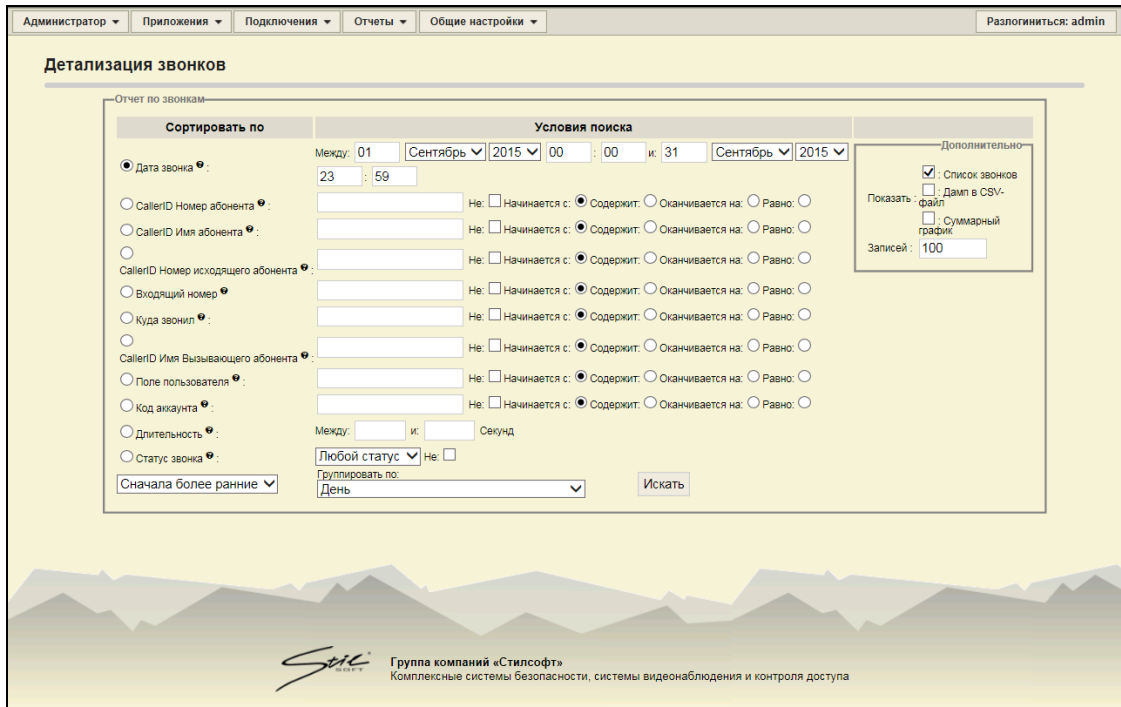 Администратор Приложения Подключения Отчеты Общие настройки Разлогиниться: admin
Детализация звонков
Отчет по звонкам
Сортировать по Условия поиска
Дополнительно
Дата звонка : Между: 01 Сентябрь 2015 00 : 00 и: 31 Сентябрь 2015
23 : 59
Показать : : Список звонков
: Дамп в CSV-
файл
: Суммарный
график
Записей : 100
CallerID Номер абонента : Не: Начинается с: Содержит: Оканчивается на: Равно:
CallerID Имя абонента : Не: Начинается с: Содержит: Оканчивается на: Равно:
CallerID Номер исходящего абонента : Не: Начинается с: Содержит: Оканчивается на: Равно:
Входящий номер Не: Начинается с: Содержит: Оканчивается на: Равно:
Куда звонил : Не: Начинается с: Содержит: Оканчивается на: Равно:
CallerID Имя Вызывающего абонента : Не: Начинается с: Содержит: Оканчивается на: Равно:
Поле пользователя : Не: Начинается с: Содержит: Оканчивается на: Равно:
Код аккаунта : Не: Начинается с: Содержит: Оканчивается на: Равно:
Длительность : Между: и: Секунд
Статус звонка : Любой статус Не:
Сначала более ранние Группировать по:
День Искать
Stil
SOFT
Группа компаний «Стилсофт»
Комплексные системы безопасности, системы видеонаблюдения и контроля доступа